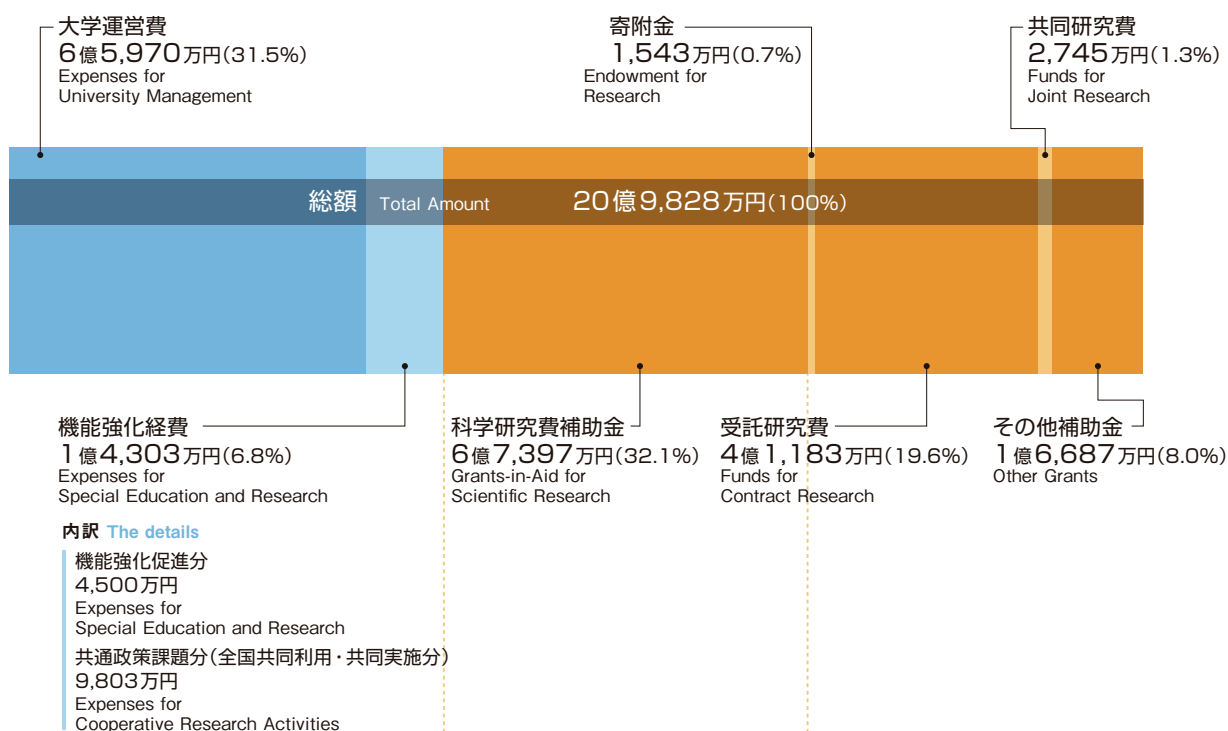 大学運営費
6億5,970万円(31.5%)
Expenses for
University Management
寄附金
1,543万円(0.7%)
Endowment for
Research
共同研究費
2,745万円(1.3%)
Funds for
Joint Research
総額 Total Amount 20億9,828万円(100%)
機能強化経費
1億4,303万円(6.8%)
Expenses for
Special Education and Research
科学研究費補助金
6億7,397万円(32.1%)
Grants-in-Aid for
Scientific Research
受託研究費
4億1,183万円(19.6%)
Funds for
Contract Research
その他補助金
1億6,687万円(8.0%)
Other Grants
内訳 The details
機能強化促進分
4,500万円
Expenses for
Special Education and Research
共通政策課題分(全国共同利用・共同実施分)
9,803万円
Expenses for
Cooperative Research Activities